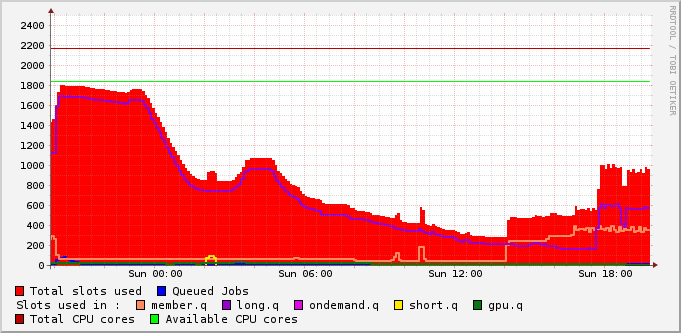 2400
2200
2000
1800
1600
1400
1200
1000
800
600
400
200
0
Sun 00:00 Sun 06:00 Sun 12:00 Sun 18:00
RRDTOOL / TOBI OETIKER
Total slots used Queued Jobs
Slots used in : member.q long.q ondemand.q short.q gpu.q
Total CPU cores Available CPU cores